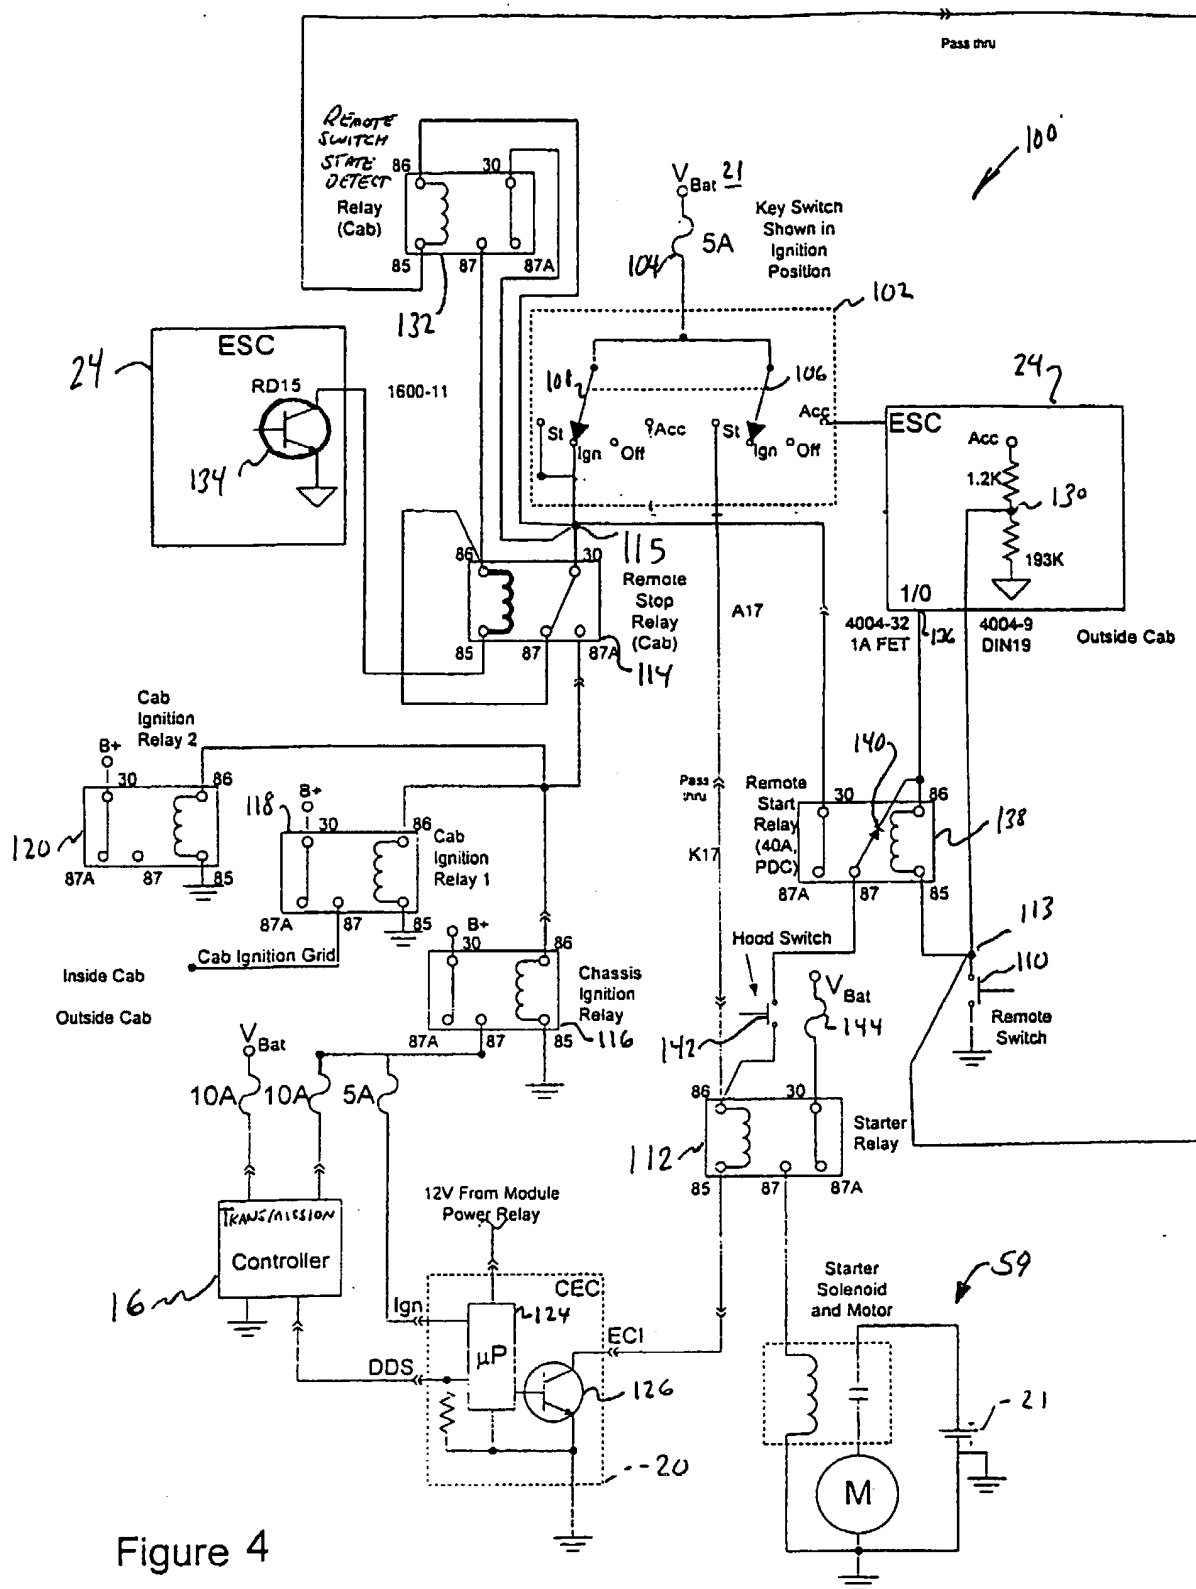 Pass thru
REMOTE
SWITCH
STATE
DETECT
Relay
(Cab)
86
30
85
87
87A
132
100'
V
Bat 21
5A
104
Key Switch
Shown in
Ignition
Position
102
108
106
St
Ign
Off
Acc
St
Ign
Off
Acc
24
ESC
RD15
134
1600-11
24
ESC
Acc
1.2K
130
193K
1/0
136
4004-32
1A FET
4004-9
DIN19
Outside Cab
115
86
30
Remote
Stop
Relay
(Cab)
85
87
87A
114
A17
Cab
Ignition
Relay 2
B+
30
86
120
87A
87
85
118
B+
30
86
Cab
Ignition
Relay 1
87A
87
85
Cab Ignition Grid
Inside Cab
Outside Cab
B+
30
86
Chassis
Ignition
Relay
87A
87
85
116
Pass
thru
K17
140
Remote
Start
Relay
(40A,
PDC)
30
86
138
87A
87
85
Hood Switch
142
V
Bat
144
113
110
Remote
Switch
86
30
Starter
Relay
112
85
87
87A
V
Bat
10A
10A
5A
TRANSMISSION
Controller
16
12V From Module
Power Relay
CEC
Ign
124
µP
DDS
ECI
126
20
Starter
Solenoid
and Motor
59
21
M
Figure 4